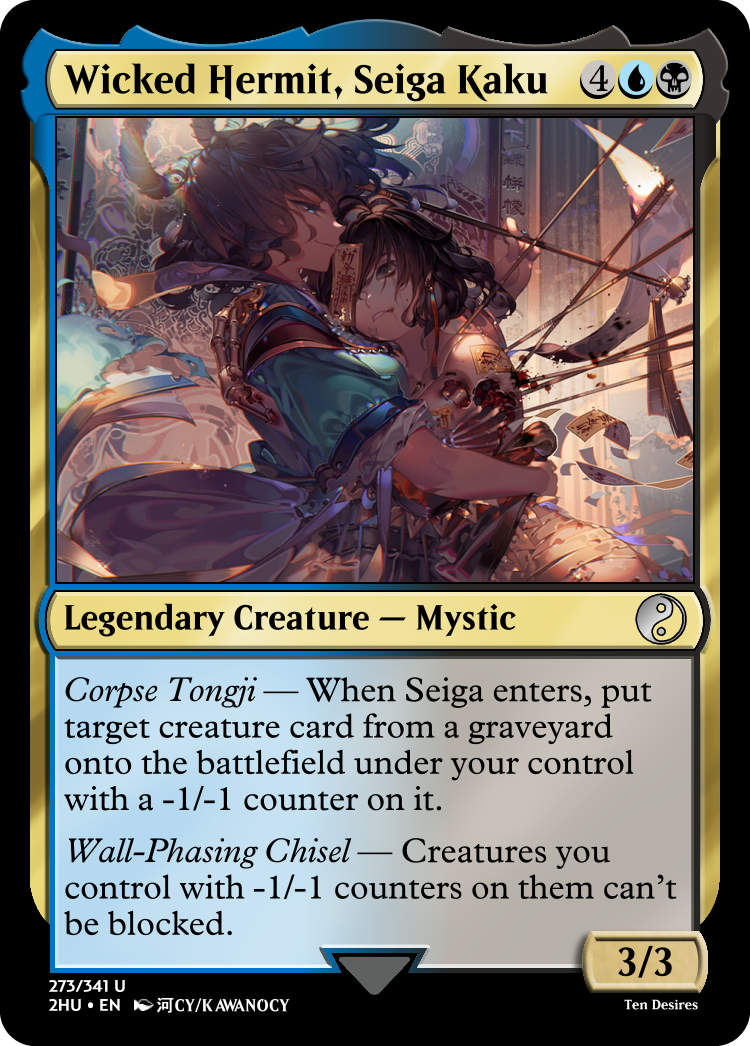 Wicked Hermit, Seiga Kaku 4
Legendary Creature — Mystic
Corpse Tongji — When Seiga enters, put
target creature card from a graveyard
onto the battlefield under your control
with a -1/-1 counter on it.
Wall-Phasing Chisel — Creatures you
control with -1/-1 counters on them can't
be blocked.
3/3
273/341 U
2HU • EN 河CY/KAWANOCY
Ten Desires